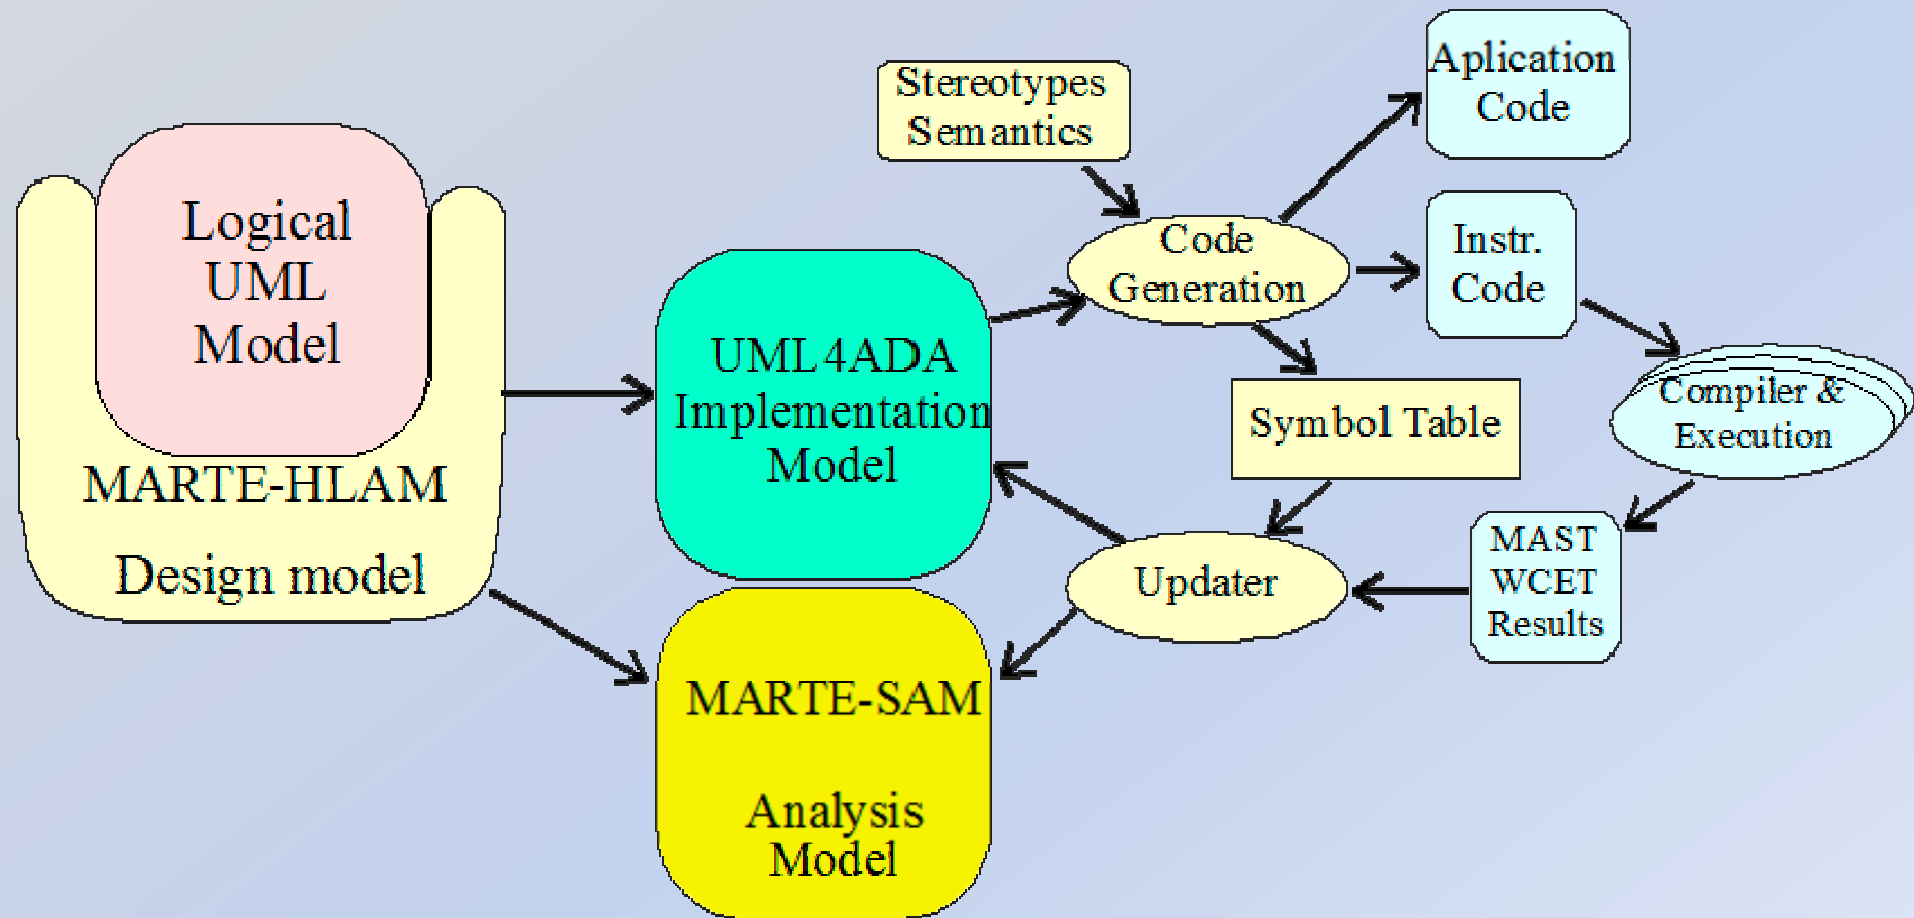 Logical
UML
Model
MARTE-HLAM
Design model
UML4ADA
Implementation
Model
MARTE-SAM
Analysis
Model
Stereotypes
Semantics
Code
Generation
Aplication
Code
Instr.
Code
Symbol Table
Compiler &
Execution
Updater
MAST
WCET
Results